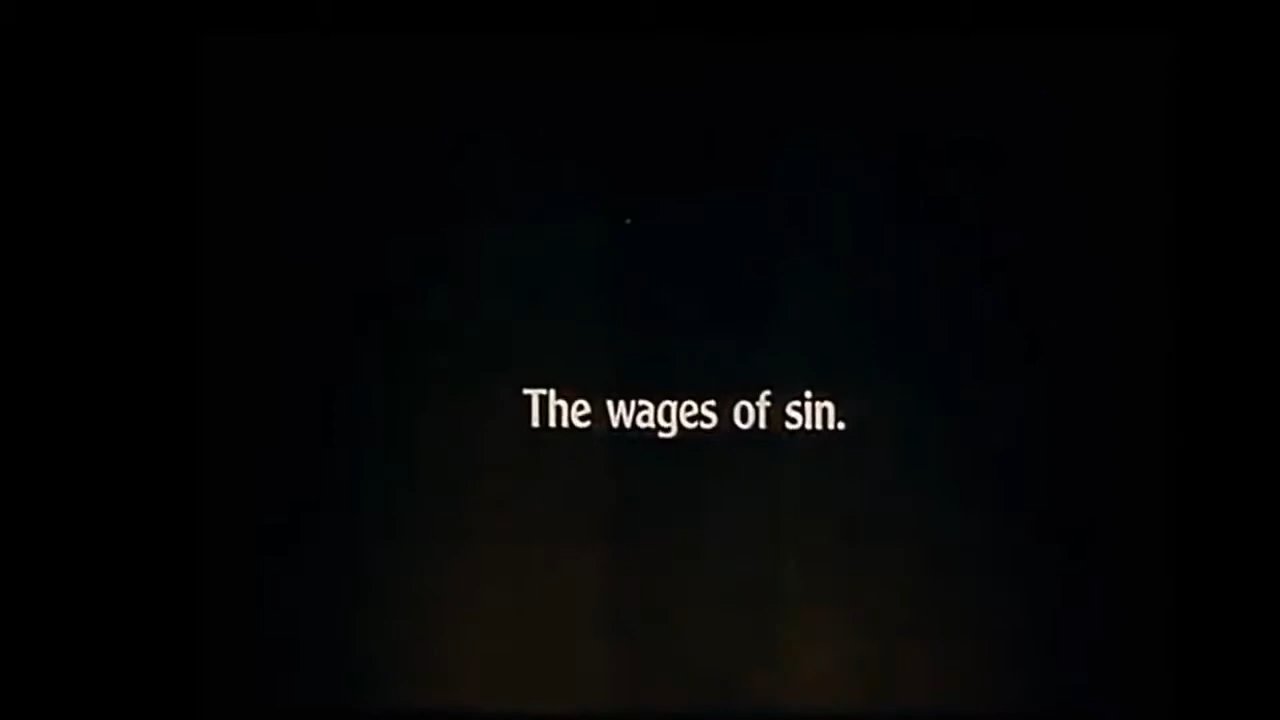 The wages of sin.